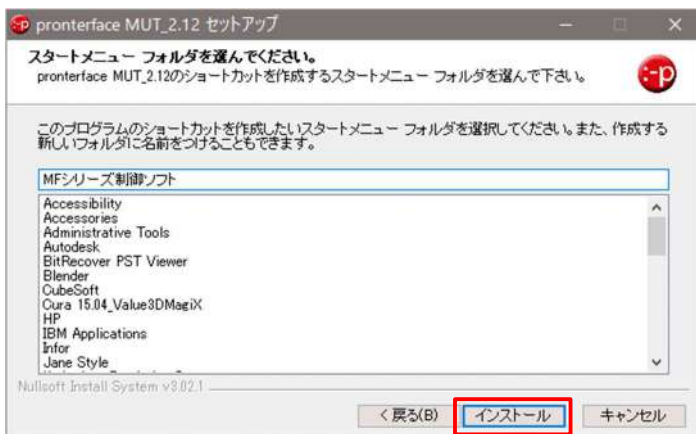 pronterface MUT_2.12 セットアップ
スタートメニュー フォルダを選んでください。
pronterface MUT_2.12のショートカットを作成するスタートメニュー フォルダを選んで下さい。
:-p
このプログラムのショートカットを作成したいスタートメニュー フォルダを選択してください。また、作成する
新しいフォルダに名前をつけることもできます。
MFシリーズ制御ソフト
Accessibility
Accessories
Administrative Tools
Autodesk
BitRecover PST Viewer
Blender
CubeSoft
Cura 15.04_Value3DMagiX
HP
IBM Applications
Infor
Jane Style
Nullsoft Install System v3.02.1
< 戻る(B) インストール キャンセル